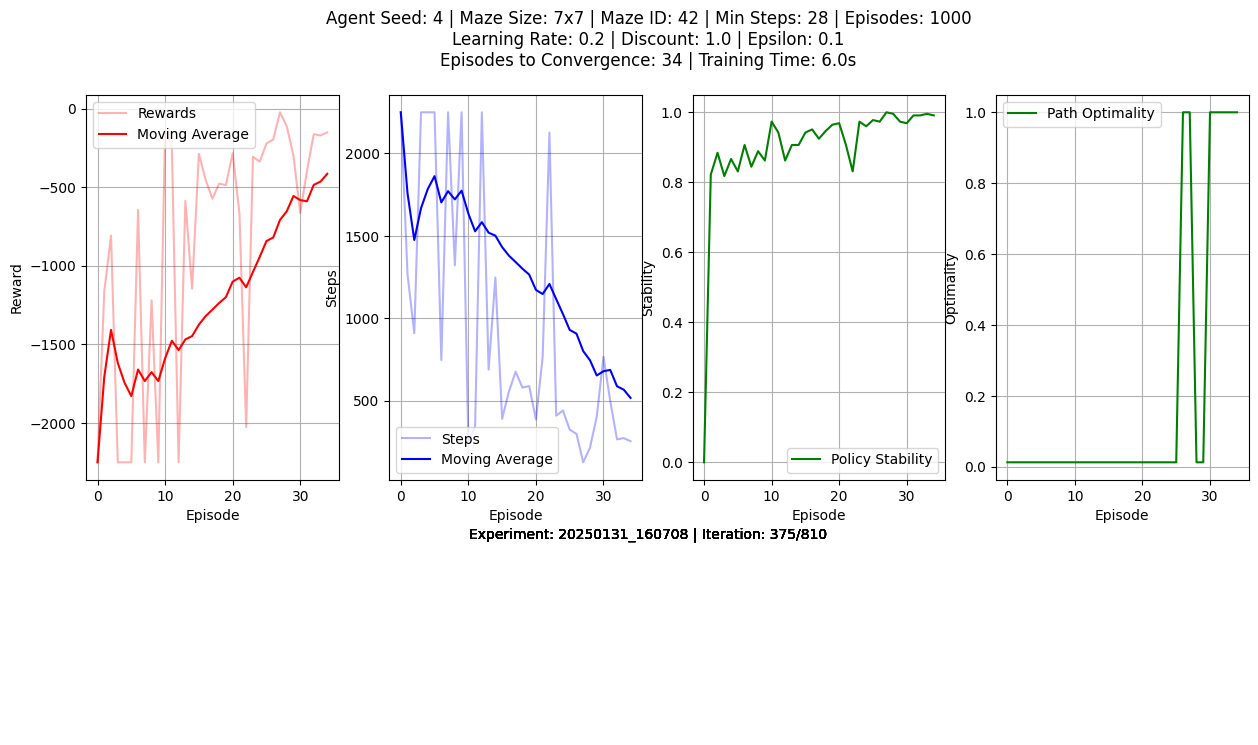 Agent Seed: 4 | Maze Size: 7x7 | Maze ID: 42 | Min Steps: 28 | Episodes: 1000
Learning Rate: 0.2 | Discount: 1.0 | Epsilon: 0.1
Episodes to Convergence: 34 | Training Time: 6.0s
Reward
0
−500
−1000
−1500
−2000
Rewards
Moving Average
0
10
20
30
Episode
Steps
2000
1500
1000
500
Steps
Moving Average
0
10
20
30
Episode
Stability
1.0
0.8
0.6
0.4
0.2
0.0
Policy Stability
0
10
20
30
Episode
Optimality
1.0
0.8
0.6
0.4
0.2
0.0
Path Optimality
0
10
20
30
Episode
Experiment: 20250131_160708 | Iteration: 375/810